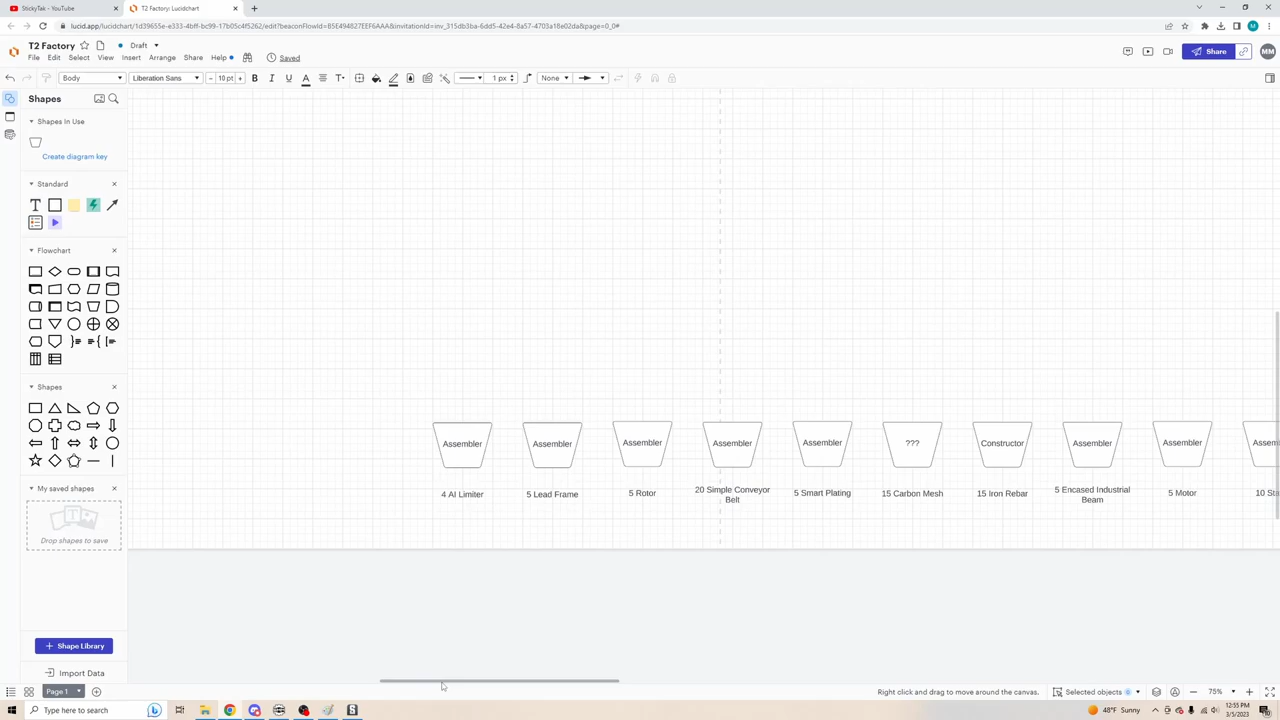 StickyTak - YouTube
T2 Factory: Lucidchart
lucid.app/lucidchart/1d39655e-e333-4bff-bc99-17b05c4f5262/edit?beaconFlowId=B5E494827EEF6AAA&invitationId=inv_315db3ba-6dd5-42e4-8a57-4703a18e02da&page=0_0#
M
T2 Factory
Draft
File Edit View Select Insert Arrange Share Help Saved
Share
MM
Body
Liberation Sans
10 pt
B I U A T
1 px
None
Shapes
Shapes In Use
Create diagram key
Standard
T
Flowchart
Shapes
My saved shapes
Drop shapes to save
Shape Library
Import Data
Assembler Assembler Assembler Assembler Assembler ??? Constructor Assembler Assembler Assem
4 AI Limiter
5 Lead Frame
5 Rotor
20 Simple Conveyor
Belt
5 Smart Plating
15 Carbon Mesh
15 Iron Rebar
5 Encased Industrial
Beam
5 Motor
10 Sta
Page 1
Right click and drag to move around the canvas.
Selected objects
75%
Type here to search
48°F Sunny
12:55 PM
3/5/2023